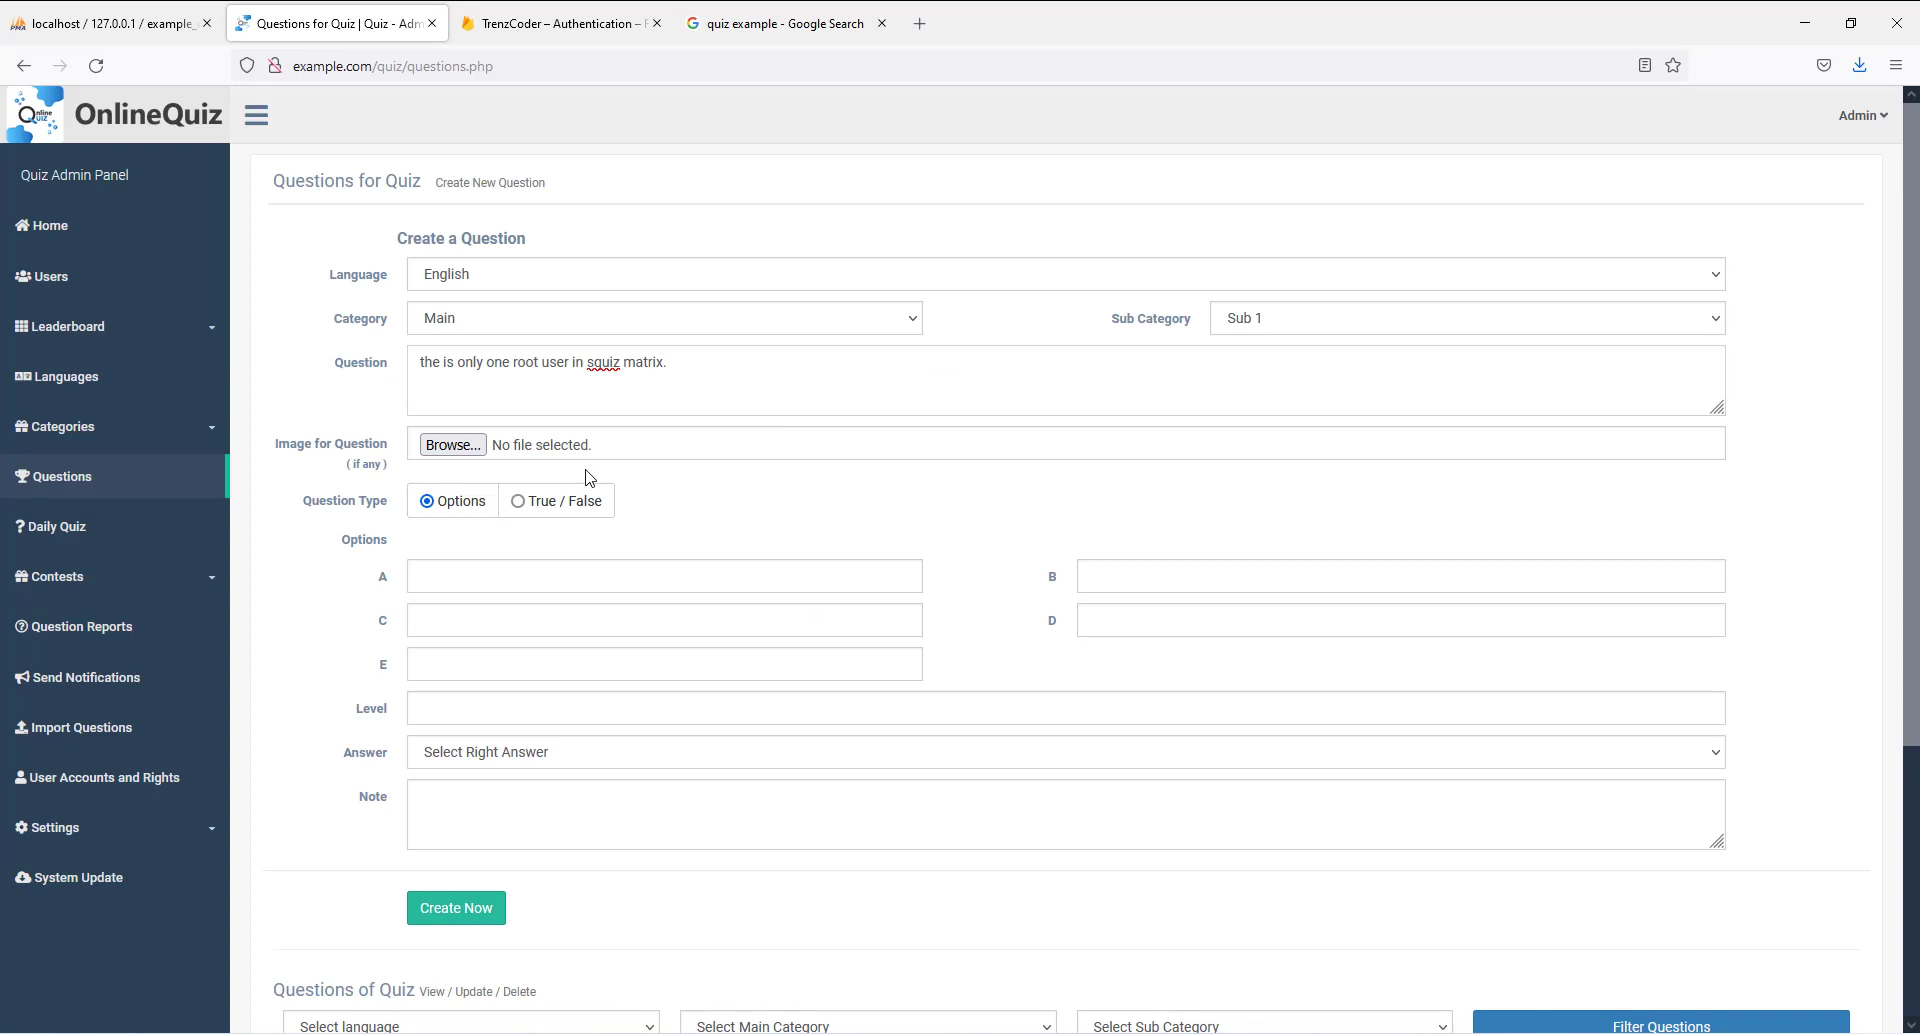 localhost / 127.0.0.1 / example_
Questions for Quiz | Quiz - Adm
TrenzCoder – Authentication –
quiz example - Google Search
example.com/quiz/questions.php
Online Quiz
OnlineQuiz
Admin
Quiz Admin Panel
Home
Users
Leaderboard
Languages
Categories
Questions
Daily Quiz
Contests
Question Reports
Send Notifications
Import Questions
User Accounts and Rights
Settings
System Update
Questions for Quiz Create New Question
Create a Question
Language English
Category Main Sub Category Sub 1
Question the is only one root user in squiz matrix.
Image for Question Browse... No file selected.
( if any )
Question Type Options True / False
Options
A B
C D
E
Level
Answer Select Right Answer
Note
Create Now
Questions of Quiz View / Update / Delete
Select language Select Main Category Select Sub Category Filter Questions